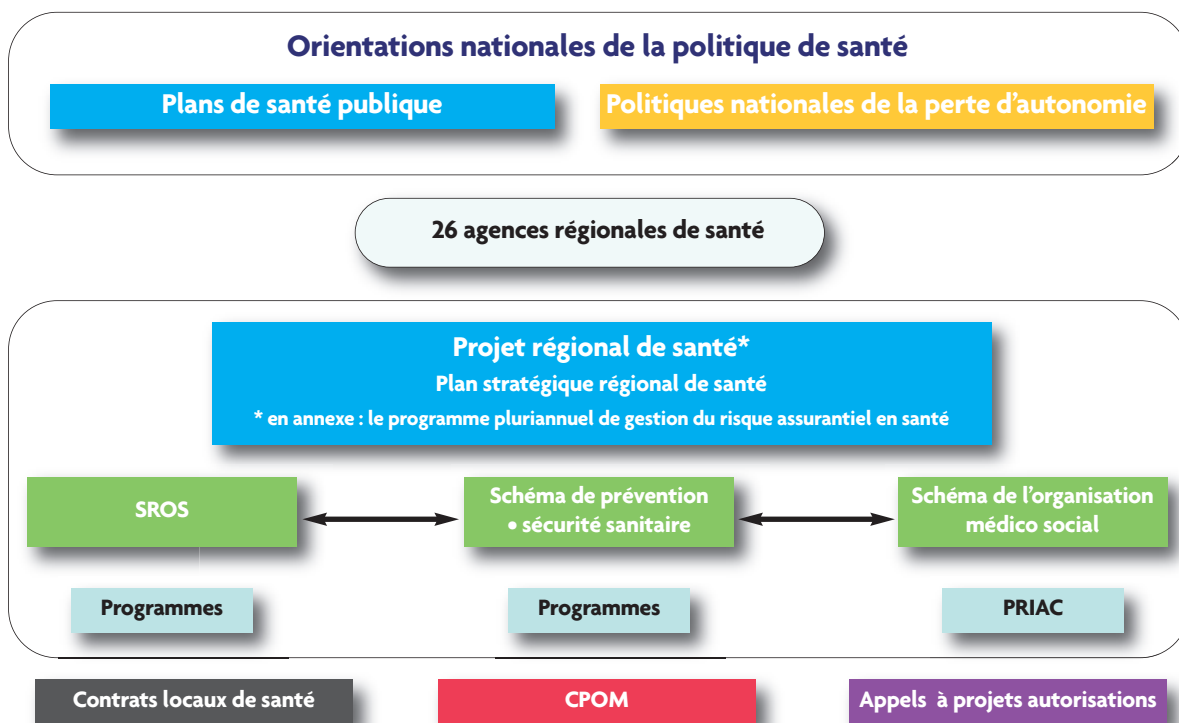 Orientations nationales de la politique de santé
Plans de santé publique
Politiques nationales de la perte d'autonomie
26 agences régionales de santé
Projet régional de santé*
Plan stratégique régional de santé
* en annexe : le programme pluriannuel de gestion du risque assurantiel en santé
SROS
Schéma de prévention
• sécurité sanitaire
Schéma de l'organisation
médico social
Programmes
Programmes
PRIAC
Contrats locaux de santé
CPOM
Appels à projets autorisations